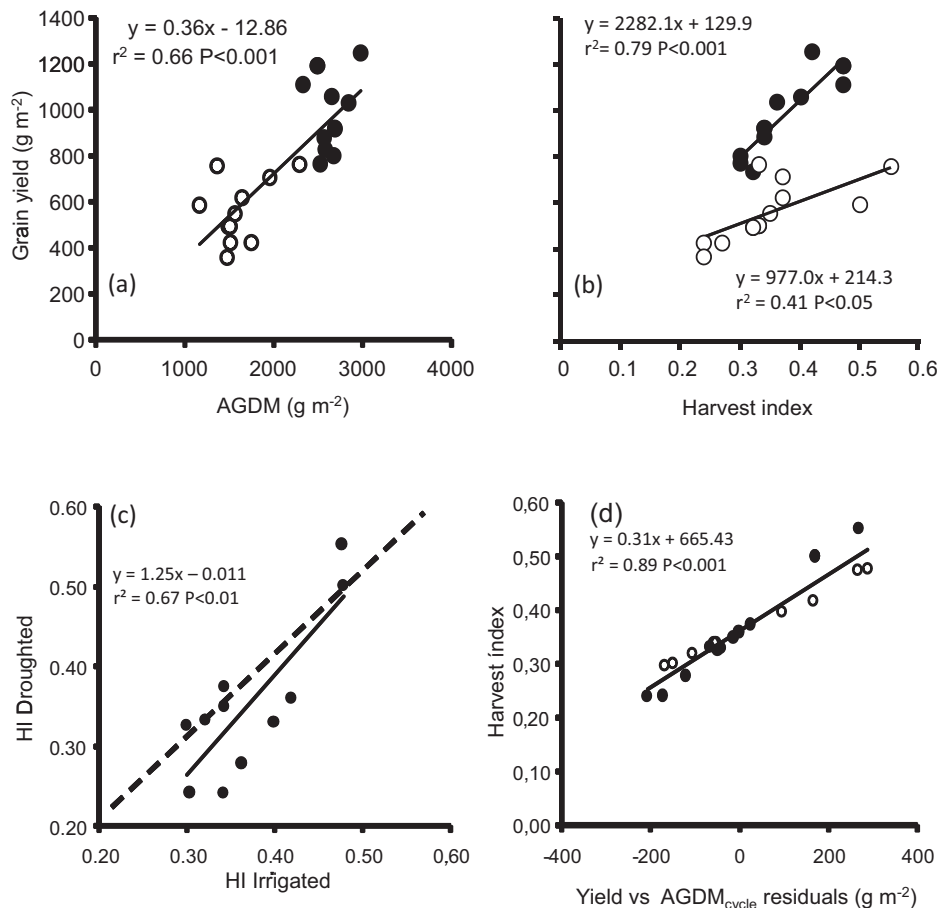 y = 0.36x - 12.86
r² = 0.66 P<0.001
1400
1200
1000
800
600
400
200
0
Grain yield (g m⁻²)
(a)
0 1000 2000 3000 4000
AGDM (g m⁻²)
y = 2282.1x + 129.9
r²= 0.79 P<0.001
(b)
y = 977.0x + 214.3
r² = 0.41 P<0.05
0 0.1 0.2 0.3 0.4 0.5 0.6
Harvest index
0.60
0.50
0.40
0.30
0.20
HI Droughted
(c)
y = 1.25x – 0.011
r² = 0.67 P<0.01
0.20 0.30 0.40 0.50 0,60
HI Irrigated
0,60
0,50
0,40
0,30
0,20
0,10
0,00
Harvest index
(d)
y = 0.31x + 665.43
r² = 0.89 P<0.001
-400 -200 0 200 400
Yield vs AGDMcycle residuals (g m⁻²)